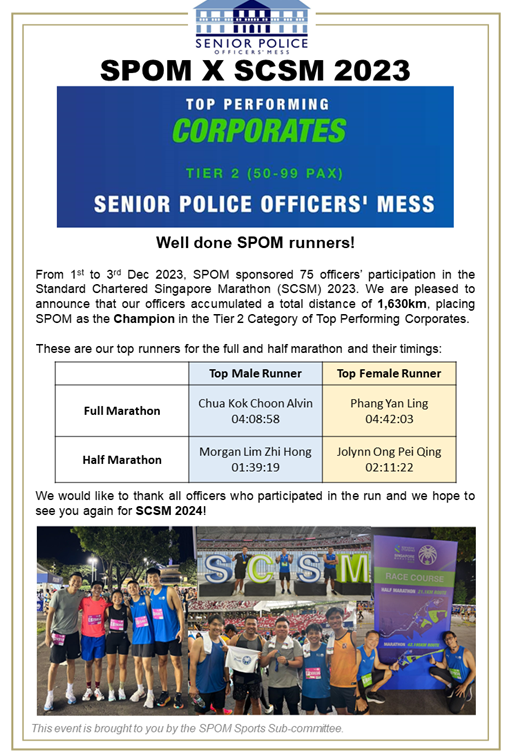 SENIOR POLICE
OFFICERS' MESS
SPOM X SCSM 2023
TOP PERFORMING
CORPORATES
TIER 2 (50-99 PAX)
SENIOR POLICE OFFICERS' MESS
Well done SPOM runners!
From 1st to 3rd Dec 2023, SPOM sponsored 75 officers' participation in the
Standard Chartered Singapore Marathon (SCSM) 2023. We are pleased to
announce that our officers accumulated a total distance of 1,630km, placing
SPOM as the Champion in the Tier 2 Category of Top Performing Corporates.
These are our top runners for the full and half marathon and their timings:
Top Male Runner Top Female Runner
Full Marathon Chua Kok Choon Alvin Phang Yan Ling
04:08:58 04:42:03
Half Marathon Morgan Lim Zhi Hong Jolynn Ong Pei Qing
01:39:19 02:11:22
We would like to thank all officers who participated in the run and we hope to
see you again for SCSM 2024!
SCSM
RACE COURSE
HALF MARATHON
MARATHON
This event is brought to you by the SPOM Sports Sub-committee.